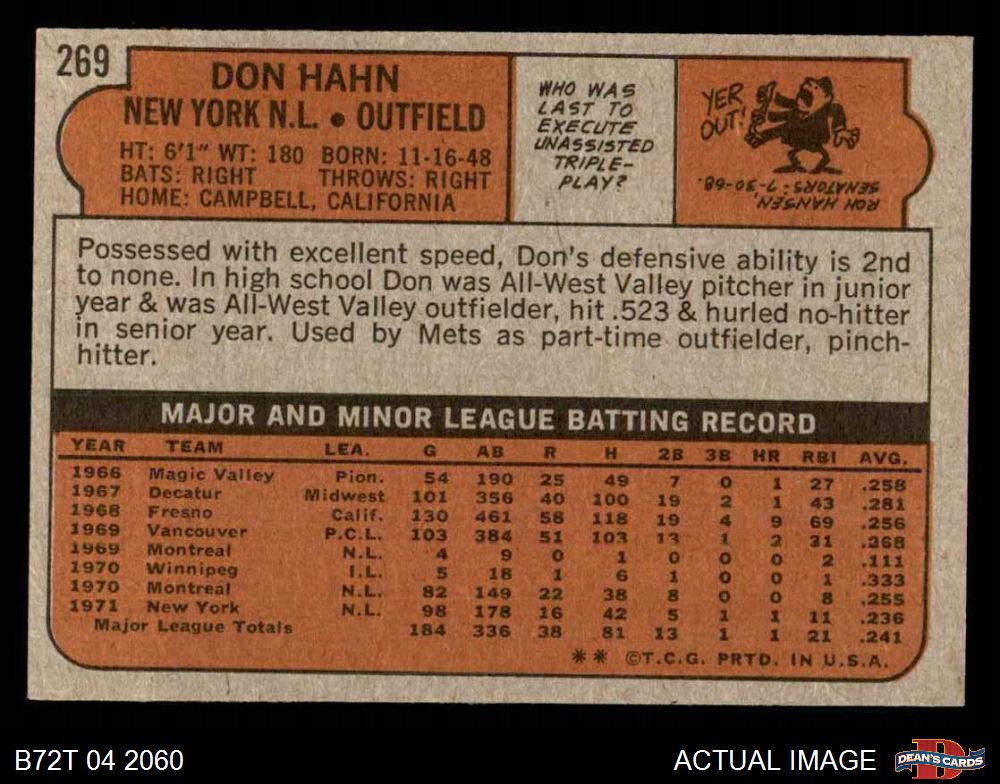 269
DON HAHN
NEW YORK N.L. • OUTFIELD
HT: 6'1" WT: 180 BORN: 11-16-48
BATS: RIGHT THROWS: RIGHT
HOME: CAMPBELL, CALIFORNIA
WHO WAS
LAST TO
EXECUTE
UNASSISTED
TRIPLE-
PLAY?
YER
OUT!
RON HANSEN
SENATORS: 7-30-68.
Possessed with excellent speed, Don's defensive ability is 2nd
to none. In high school Don was All-West Valley pitcher in junior
year & was All-West Valley outfielder, hit .523 & hurled no-hitter
in senior year. Used by Mets as part-time outfielder, pinch-
hitter.
MAJOR AND MINOR LEAGUE BATTING RECORD
YEAR TEAM LEA. G AB R H 2B 3B HR RBI AVG.
1966 Magic Valley Pion. 54 190 25 49 7 0 1 27 .258
1967 Decatur Midwest 101 356 40 100 19 2 1 43 .281
1968 Fresno Calif. 130 461 58 118 19 4 9 69 .256
1969 Vancouver P.C.L. 103 384 51 103 13 1 2 31 .268
1969 Montreal N.L. 4 9 0 1 0 0 0 2 .111
1970 Winnipeg I.L. 5 18 1 6 1 0 0 1 .333
1970 Montreal N.L. 82 149 22 38 8 0 0 8 .255
1971 New York N.L. 98 178 16 42 5 1 1 11 .236
Major League Totals 184 336 38 81 13 1 1 21 .241
** ©T.C.G. PRTD. IN U.S.A.
B72T 04 2060
ACTUAL IMAGE
D
DEAN'S CARDS